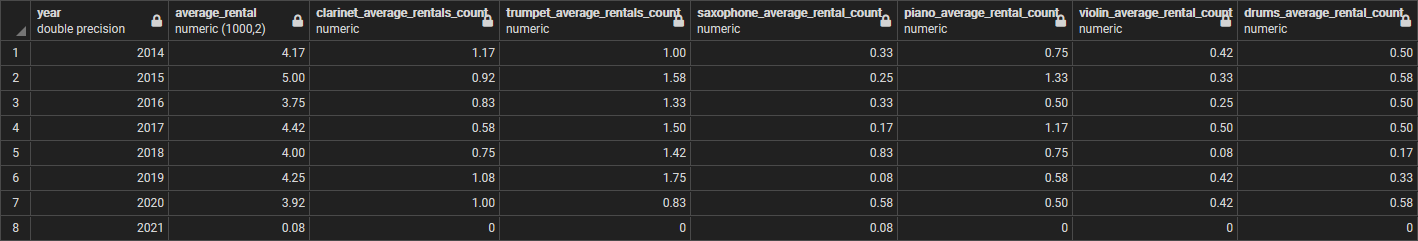 year average_rental clarinet_average_rentals_count trumpet_average_rentals_count saxophone_average_rental_count piano_average_rental_count violin_average_rental_count drums_average_rental_count
double precision numeric (1000,2) numeric numeric numeric numeric numeric numeric
1 2014 4.17 1.17 1.00 0.33 0.75 0.42 0.50
2 2015 5.00 0.92 1.58 0.25 1.33 0.33 0.58
3 2016 3.75 0.83 1.33 0.33 0.50 0.25 0.50
4 2017 4.42 0.58 1.50 0.17 1.17 0.50 0.50
5 2018 4.00 0.75 1.42 0.83 0.75 0.08 0.17
6 2019 4.25 1.08 1.75 0.08 0.58 0.42 0.33
7 2020 3.92 1.00 0.83 0.58 0.50 0.42 0.58
8 2021 0.08 0 0 0.08 0 0 0